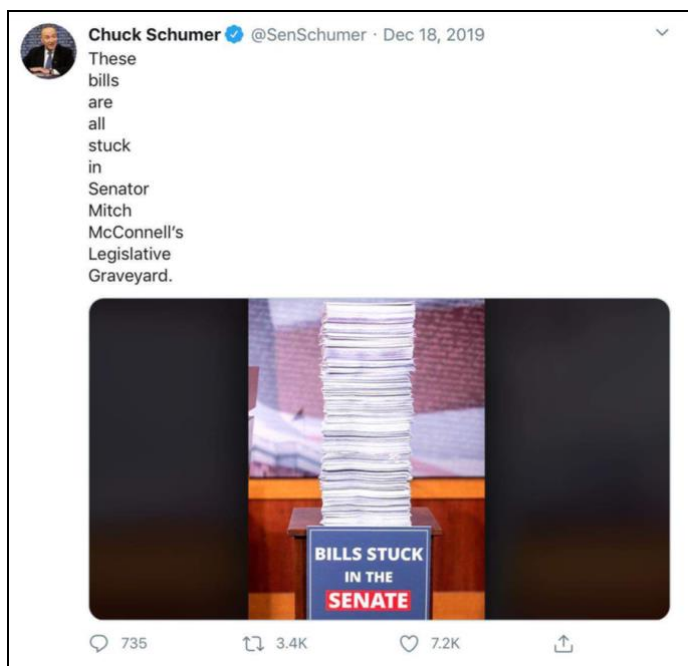 Chuck Schumer @SenSchumer · Dec 18, 2019
These
bills
are
all
stuck
in
Senator
Mitch
McConnell's
Legislative
Graveyard.
BILLS STUCK
IN THE
SENATE
735 3.4K 7.2K